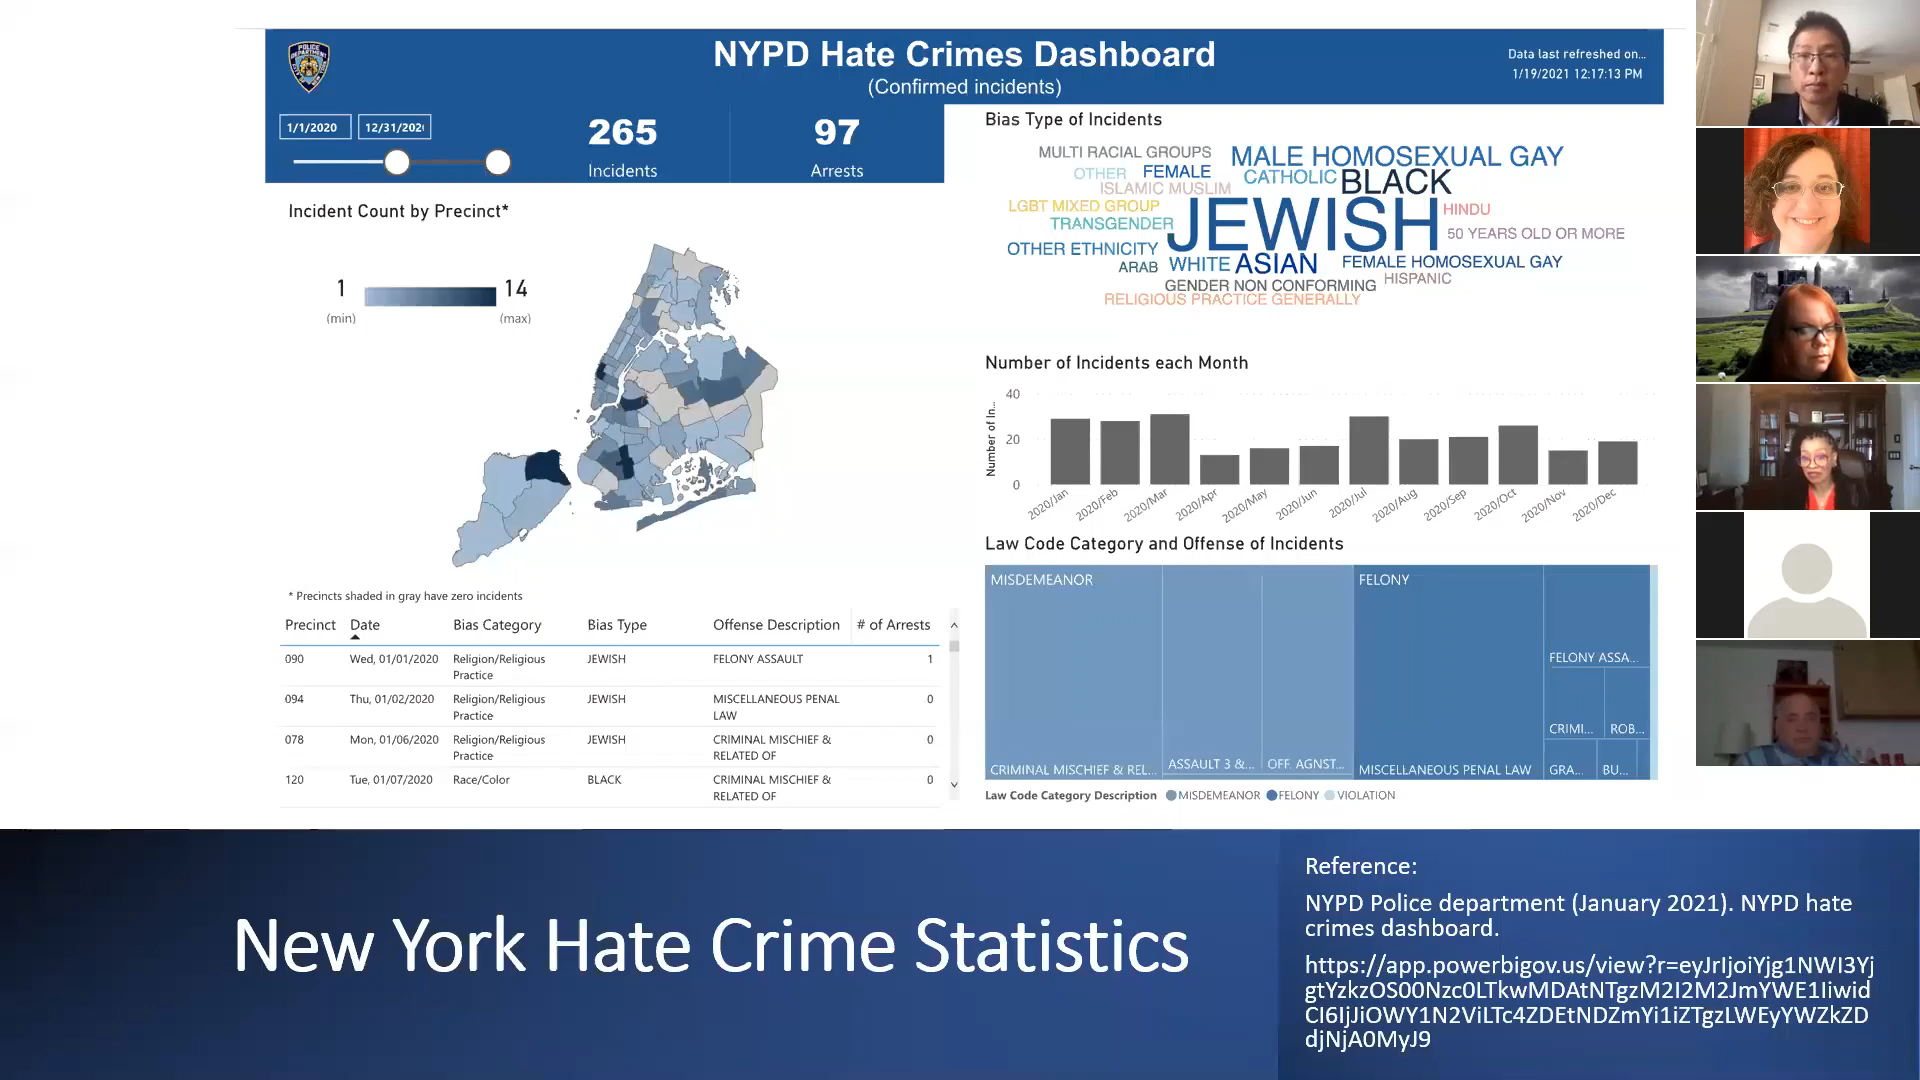 NYPD Hate Crimes Dashboard
(Confirmed incidents)
Data last refreshed on...
1/19/2021 12:17:13 PM
1/1/2020
12/31/202
265
Incidents
97
Arrests
Incident Count by Precinct*
1
(min)
14
(max)
* Precincts shaded in gray have zero incidents
Precinct Date Bias Category Bias Type Offense Description # of Arrests
090 Wed, 01/01/2020 Religion/Religious Practice JEWISH FELONY ASSAULT 1
094 Thu, 01/02/2020 Religion/Religious Practice JEWISH MISCELLANEOUS PENAL LAW 0
078 Mon, 01/06/2020 Religion/Religious Practice JEWISH CRIMINAL MISCHIEF & RELATED OF 0
120 Tue, 01/07/2020 Race/Color BLACK CRIMINAL MISCHIEF & RELATED OF 0
Bias Type of Incidents
MULTI RACIAL GROUPS
MALE HOMOSEXUAL GAY
OTHER
FEMALE
CATHOLIC
BLACK
ISLAMIC MUSLIM
LGBT MIXED GROUP
JEWISH
HINDU
TRANSGENDER
50 YEARS OLD OR MORE
OTHER ETHNICITY
ARAB
WHITE
ASIAN
FEMALE HOMOSEXUAL GAY
HISPANIC
GENDER NON CONFORMING
RELIGIOUS PRACTICE GENERALLY
Number of Incidents each Month
Number of In...
40
20
0
2020/Jan
2020/Feb
2020/Mar
2020/Apr
2020/May
2020/Jun
2020/Jul
2020/Aug
2020/Sep
2020/Oct
2020/Nov
2020/Dec
Law Code Category and Offense of Incidents
MISDEMEANOR
CRIMINAL MISCHIEF & REL...
ASSAULT 3 &...
OFF. AGNST...
FELONY
MISCELLANEOUS PENAL LAW
FELONY ASSA...
CRIMI...
ROB...
GRA...
BU...
Law Code Category Description MISDEMEANOR FELONY VIOLATION
New York Hate Crime Statistics
Reference:
NYPD Police department (January 2021). NYPD hate
crimes dashboard.
https://app.powerbigov.us/view?r=eyJrIjoiYjg1NWI3Yj
gtYzkzOS00Nzc0LTkwMDAtNTgzM2I2M2JmYWE1Iiwid
CI6IjJiOWY1N2ViLTc4ZDEtNDZmYi1iZTgzLWEyYWZkZD
djNjA0MyJ9